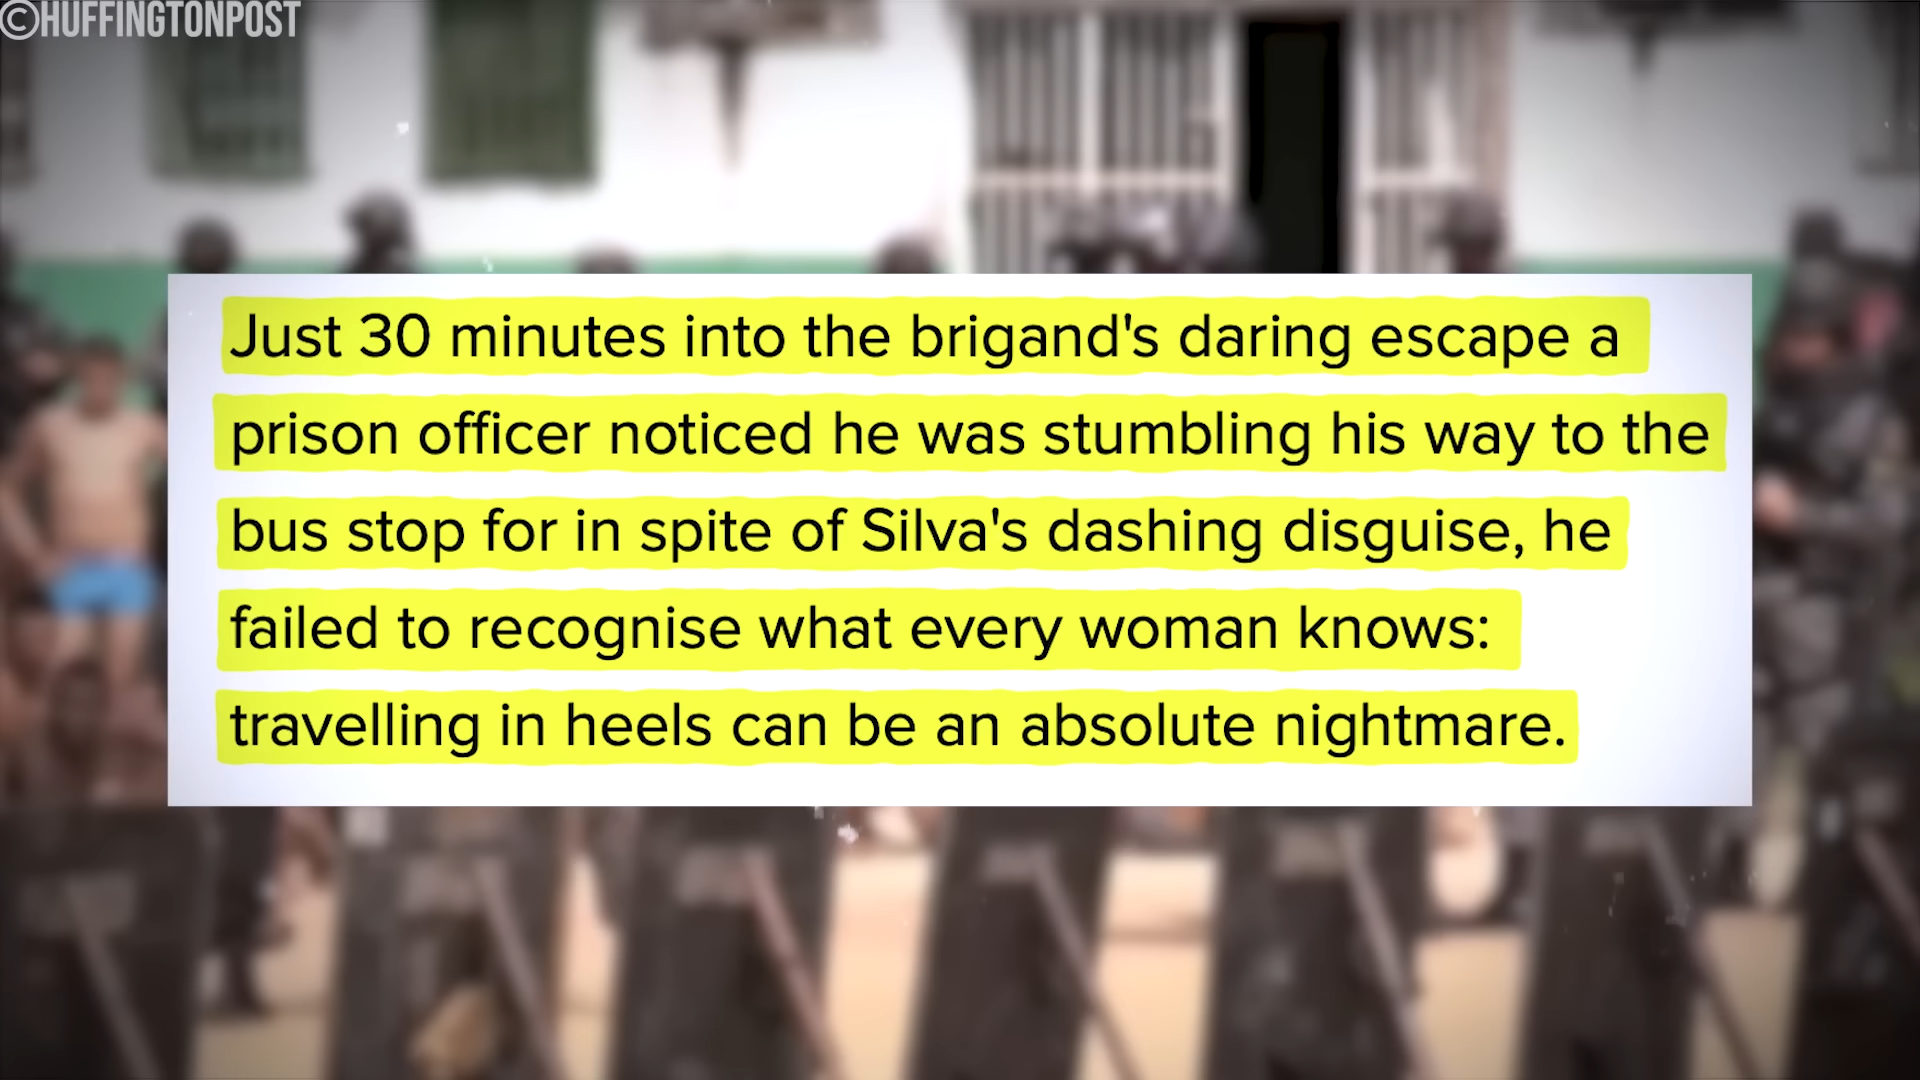 ©HUFFINGTONPOST
Just 30 minutes into the brigand's daring escape a
prison officer noticed he was stumbling his way to the
bus stop for in spite of Silva's dashing disguise, he
failed to recognise what every woman knows:
travelling in heels can be an absolute nightmare.